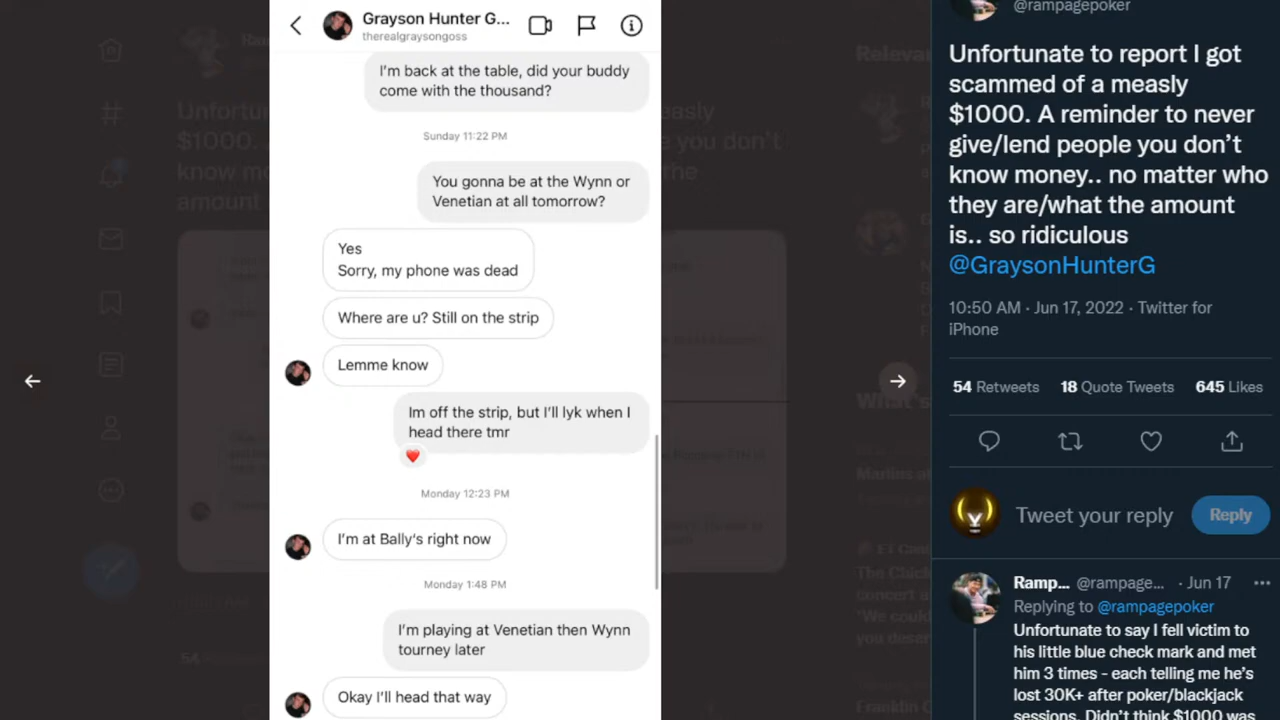 Grayson Hunter G...
therealgraysongoss
I'm back at the table, did your buddy
come with the thousand?
Sunday 11:22 PM
You gonna be at the Wynn or
Venetian at all tomorrow?
Yes
Sorry, my phone was dead
Where are u? Still on the strip
Lemme know
Im off the strip, but I'll lyk when I
head there tmr
Monday 12:23 PM
I'm at Bally's right now
Monday 1:48 PM
I'm playing at Venetian then Wynn
tourney later
Okay I'll head that way
@rampagepoker
Unfortunate to report I got
scammed of a measly
$1000. A reminder to never
give/lend people you don't
know money.. no matter who
they are/what the amount
is.. so ridiculous
@GraysonHunterG
10:50 AM · Jun 17, 2022 · Twitter for
iPhone
54 Retweets 18 Quote Tweets 645 Likes
Tweet your reply
Reply
Ramp... @rampage... · Jun 17
Replying to @rampagepoker
Unfortunate to say I fell victim to
his little blue check mark and met
him 3 times - each telling me he's
lost 30K+ after poker/blackjack
sessions. Didn't think $1000 was